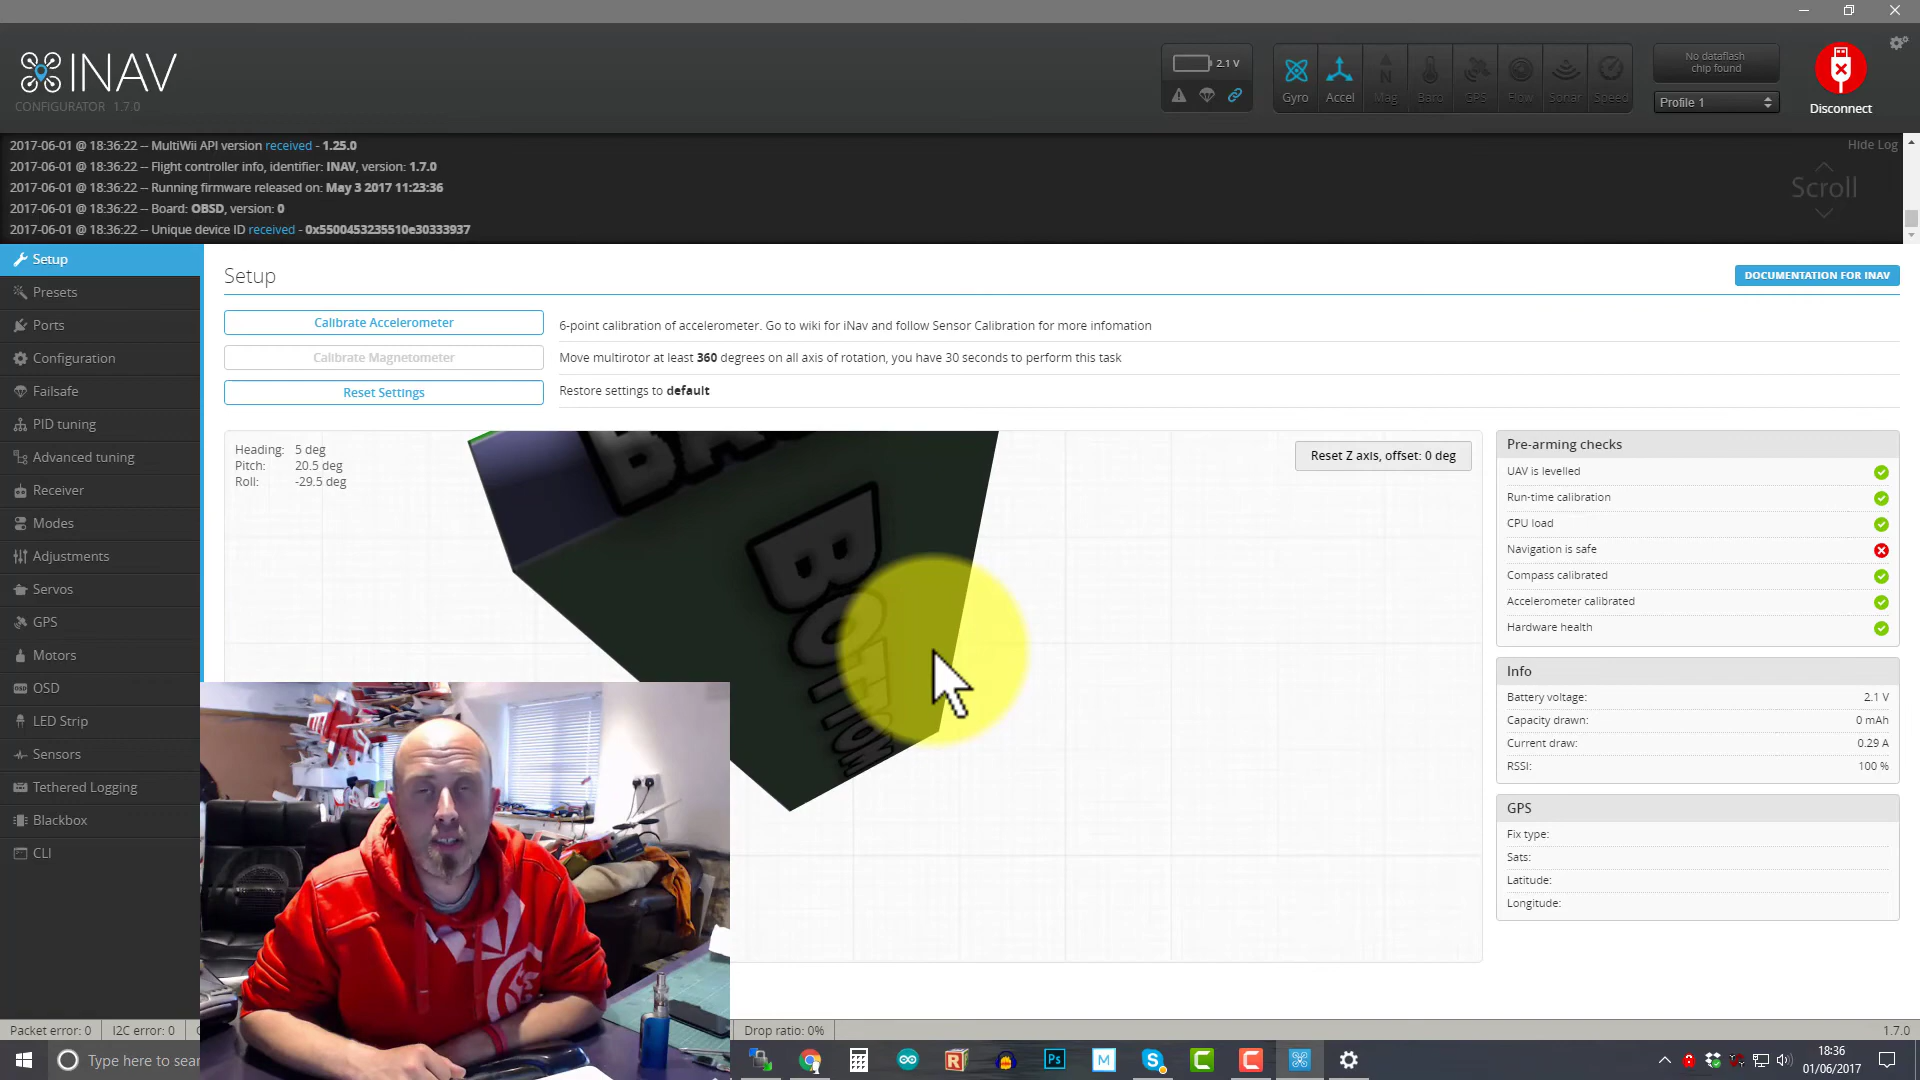 INAV
CONFIGURATOR 1.7.0
2.1 V
Gyro
Accel
Mag
Baro
GPS
Flow
Sonar
Speed
No dataflash
chip found
Profile 1
Disconnect
2017-06-01 @ 18:36:22 -- MultiWii API version received - 1.25.0
2017-06-01 @ 18:36:22 -- Flight controller info, identifier: INAV, version: 1.7.0
2017-06-01 @ 18:36:22 -- Running firmware released on: May 3 2017 11:23:36
2017-06-01 @ 18:36:22 -- Board: OBSD, version: 0
2017-06-01 @ 18:36:22 -- Unique device ID received - 0x5500453235510e30333937
Hide Log
Scroll
Setup
Presets
Ports
Configuration
Failsafe
PID tuning
Advanced tuning
Receiver
Modes
Adjustments
Servos
GPS
Motors
OSD
LED Strip
Sensors
Tethered Logging
Blackbox
CLI
Setup
DOCUMENTATION FOR INAV
Calibrate Accelerometer
6-point calibration of accelerometer. Go to wiki for iNav and follow Sensor Calibration for more infomation
Calibrate Magnetometer
Move multirotor at least 360 degrees on all axis of rotation, you have 30 seconds to perform this task
Reset Settings
Restore settings to default
Heading: 5 deg
Pitch: 20.5 deg
Roll: -29.5 deg
Reset Z axis, offset: 0 deg
BOTTOM
Pre-arming checks
UAV is levelled
Run-time calibration
CPU load
Navigation is safe
Compass calibrated
Accelerometer calibrated
Hardware health
Info
Battery voltage: 2.1 V
Capacity drawn: 0 mAh
Current draw: 0.29 A
RSSI: 100 %
GPS
Fix type:
Sats:
Latitude:
Longitude:
Packet error: 0
I2C error: 0
Drop ratio: 0%
1.7.0
Type here to sear
Ps
M
18:36
01/06/2017